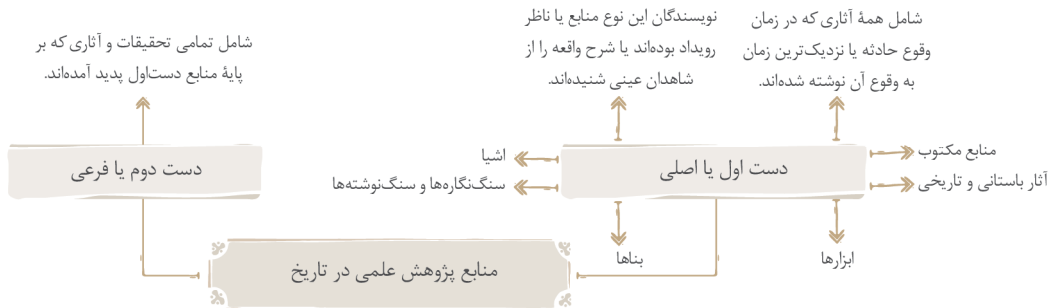 شامل همهٔ آثاری که در زمان
وقوع حادثه یا نزدیک‌ترین زمان
به وقوع آن نوشته شده‌اند.
نویسندگان این نوع منابع یا ناظر
رویداد بوده‌اند یا شرح واقعه را از
شاهدان عینی شنیده‌اند.
شامل تمامی تحقیقات و آثاری که بر
پایهٔ منابع دست‌اول پدید آمده‌اند.
منابع مکتوب
آثار باستانی و تاریخی
دست اول یا اصلی
اشیا
سنگ‌نگاره‌ها و سنگ‌نوشته‌ها
دست دوم یا فرعی
ابزارها
بناها
منابع پژوهش علمی در تاریخ